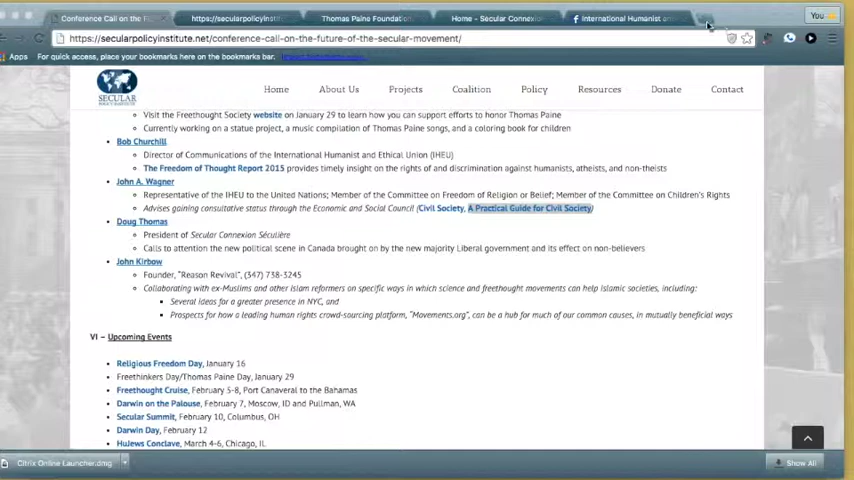 Conference Call on the F
https://secularpolicyinstit
Thomas Paine Foundation
Home - Secular Connexio
International Humanist an
You
https://secularpolicyinstitute.net/conference-call-on-the-future-of-the-secular-movement/
Apps For quick access, place your bookmarks here on the bookmarks bar.
SECULAR
POLICY INSTITUTE
Home About Us Projects Coalition Policy Resources Donate Contact
Visit the Freethought Society website on January 29 to learn how you can support efforts to honor Thomas Paine
Currently working on a statue project, a music compilation of Thomas Paine songs, and a coloring book for children
Bob Churchill
Director of Communications of the International Humanist and Ethical Union (IHEU)
The Freedom of Thought Report 2015 provides timely insight on the rights of and discrimination against humanists, atheists, and non-theists
John A. Wagner
Representative of the IHEU to the United Nations; Member of the Committee on Freedom of Religion or Belief; Member of the Committee on Children's Rights
Advises gaining consultative status through the Economic and Social Council (Civil Society, A Practical Guide for Civil Society)
Doug Thomas
President of Secular Connexion Séculière
Calls to attention the new political scene in Canada brought on by the new majority Liberal government and its effect on non-believers
John Kirbow
Founder, "Reason Revival", (347) 738-3245
Collaborating with ex-Muslims and other Islam reformers on specific ways in which science and freethought movements can help Islamic societies, including:
Several ideas for a greater presence in NYC, and
Prospects for how a leading human rights crowd-sourcing platform, "Movements.org", can be a hub for much of our common causes, in mutually beneficial ways
VI – Upcoming Events
Religious Freedom Day, January 16
Freethinkers Day/Thomas Paine Day, January 29
Freethought Cruise, February 5-8, Port Canaveral to the Bahamas
Darwin on the Palouse, February 7, Moscow, ID and Pullman, WA
Secular Summit, February 10, Columbus, OH
Darwin Day, February 12
HuJews Conclave, March 4-6, Chicago, IL
Citrix Online Launcher.dmg
Show All